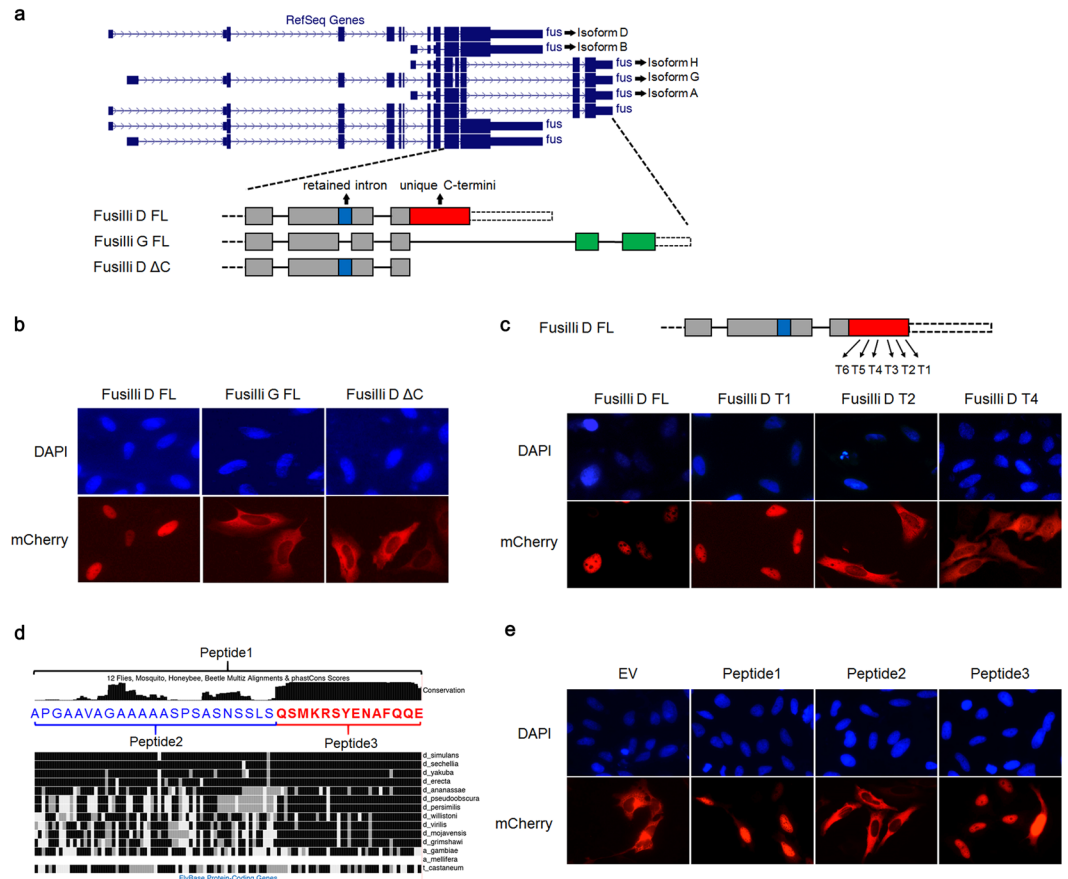 a
RefSeq Genes
fus Isoform D
fus Isoform B
fus Isoform H
fus Isoform G
fus Isoform A
fus
fus
fus
retained intron
unique C-termini
Fusilli D FL
Fusilli G FL
Fusilli D ΔC
b
Fusilli D FL
Fusilli G FL
Fusilli D ΔC
DAPI
mCherry
c
Fusilli D FL
T6 T5 T4 T3 T2 T1
Fusilli D FL
Fusilli D T1
Fusilli D T2
Fusilli D T4
DAPI
mCherry
d
Peptide1
12 Flies, Mosquito, Honeybee, Beetle Multiz Alignments & phastCons Scores
Conservation
APGAAVAGAAAAASPSASNSSLSQSMKRSYENAFQQE
Peptide2
Peptide3
d_simulans
d_sechellia
d_yakuba
d_erecta
d_ananassae
d_pseudoobscura
d_persimilis
d_willistoni
d_virilis
d_mojavensis
d_grimshawi
a_gambiae
a_mellifera
t_castaneum
FlyBase Protein-Coding Genes
e
EV
Peptide1
Peptide2
Peptide3
DAPI
mCherry